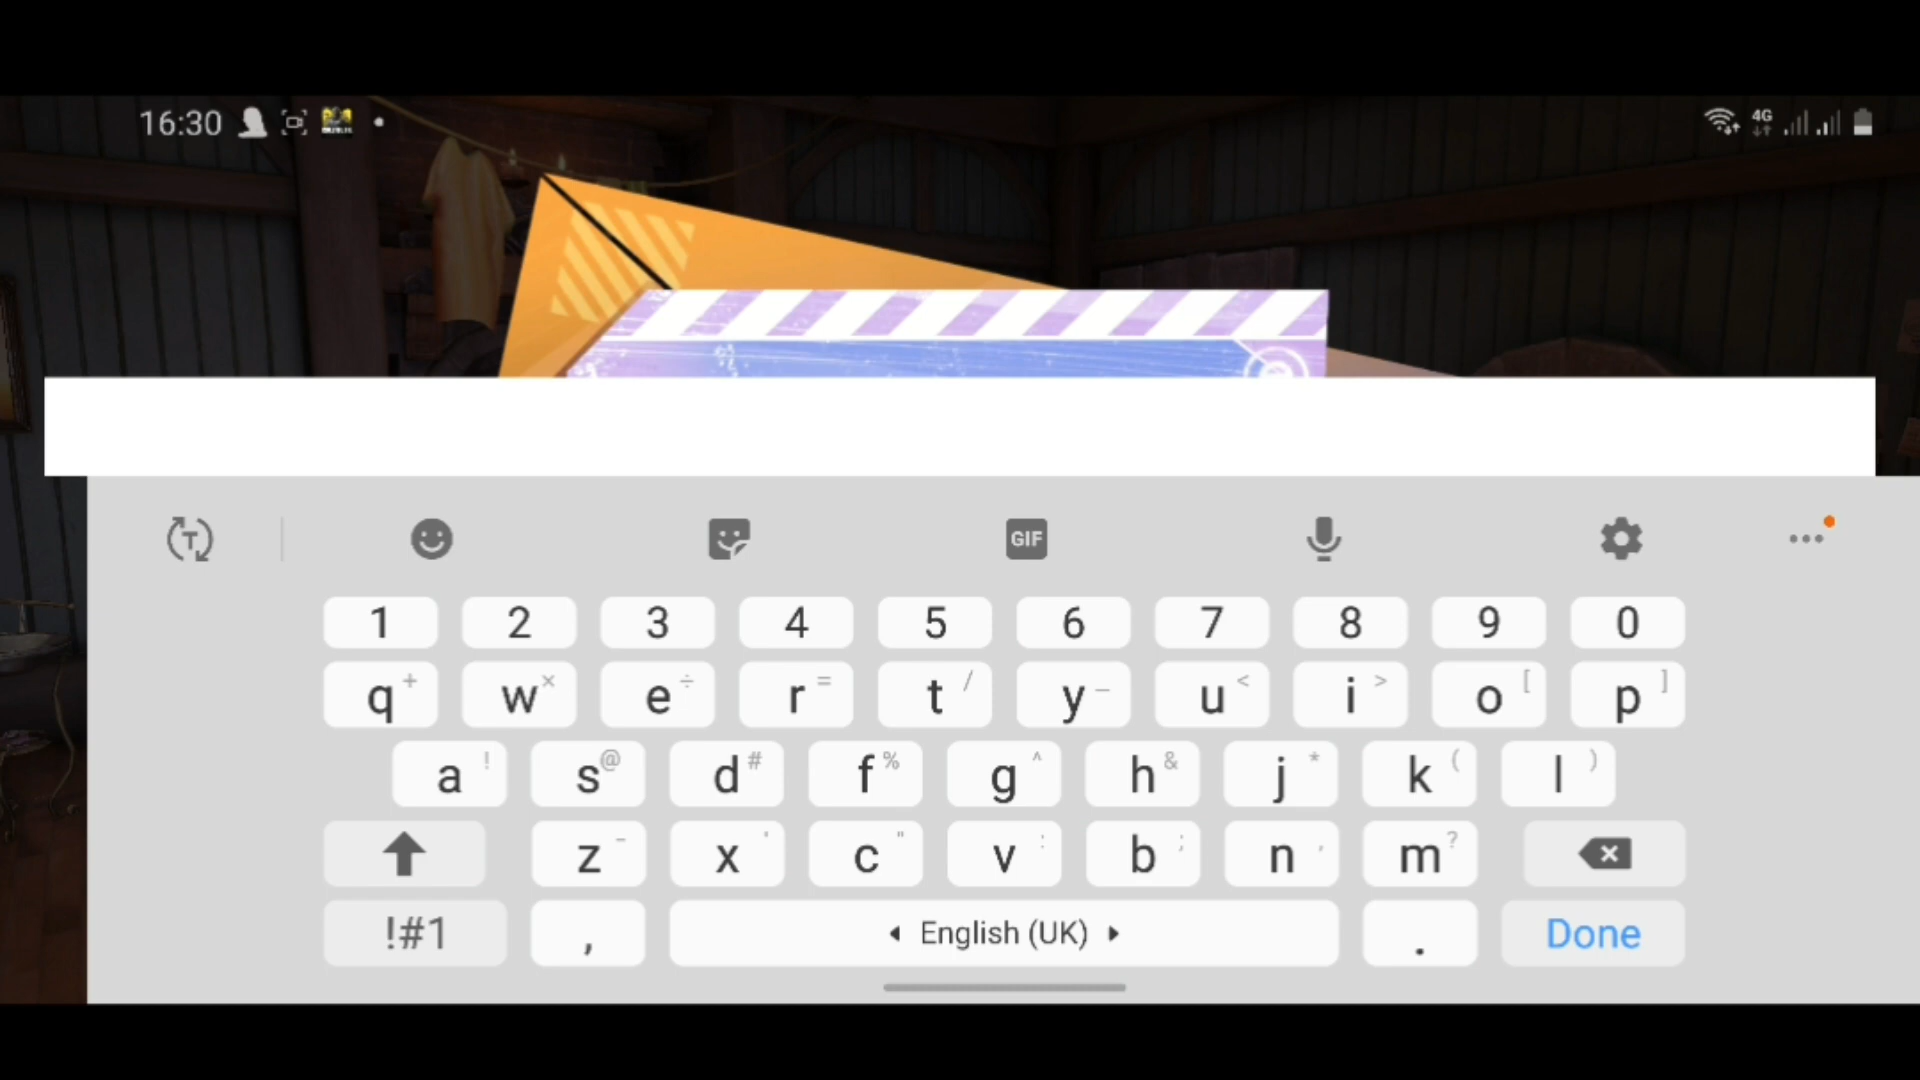 16:30 4G
T GIF
1 2 3 4 5 6 7 8 9 0
q + w × e ÷ r = t / y _ u < i > o [ p ]
a ! s @ d # f % g ^ h & j * k ( l )
z - x ' c " v : b ; n , m ?
!#1 , English (UK) . Done